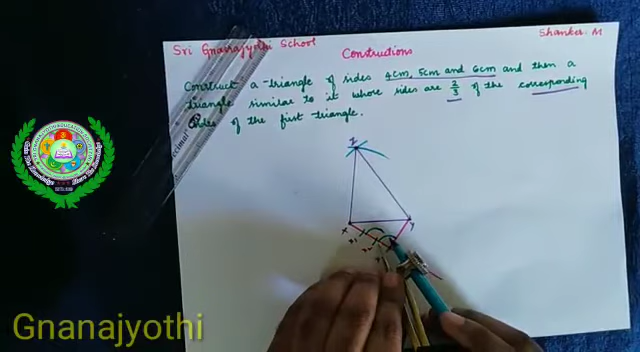 Sri Gnanajyothi School
Shanker. M
Constructions
Construct a triangle of sides 4cm, 5cm and 6cm and then a
triangle similar to it whose sides are 2/3 of the corresponding
sides of the first triangle.
Z
X
Y
Gnanajyothi